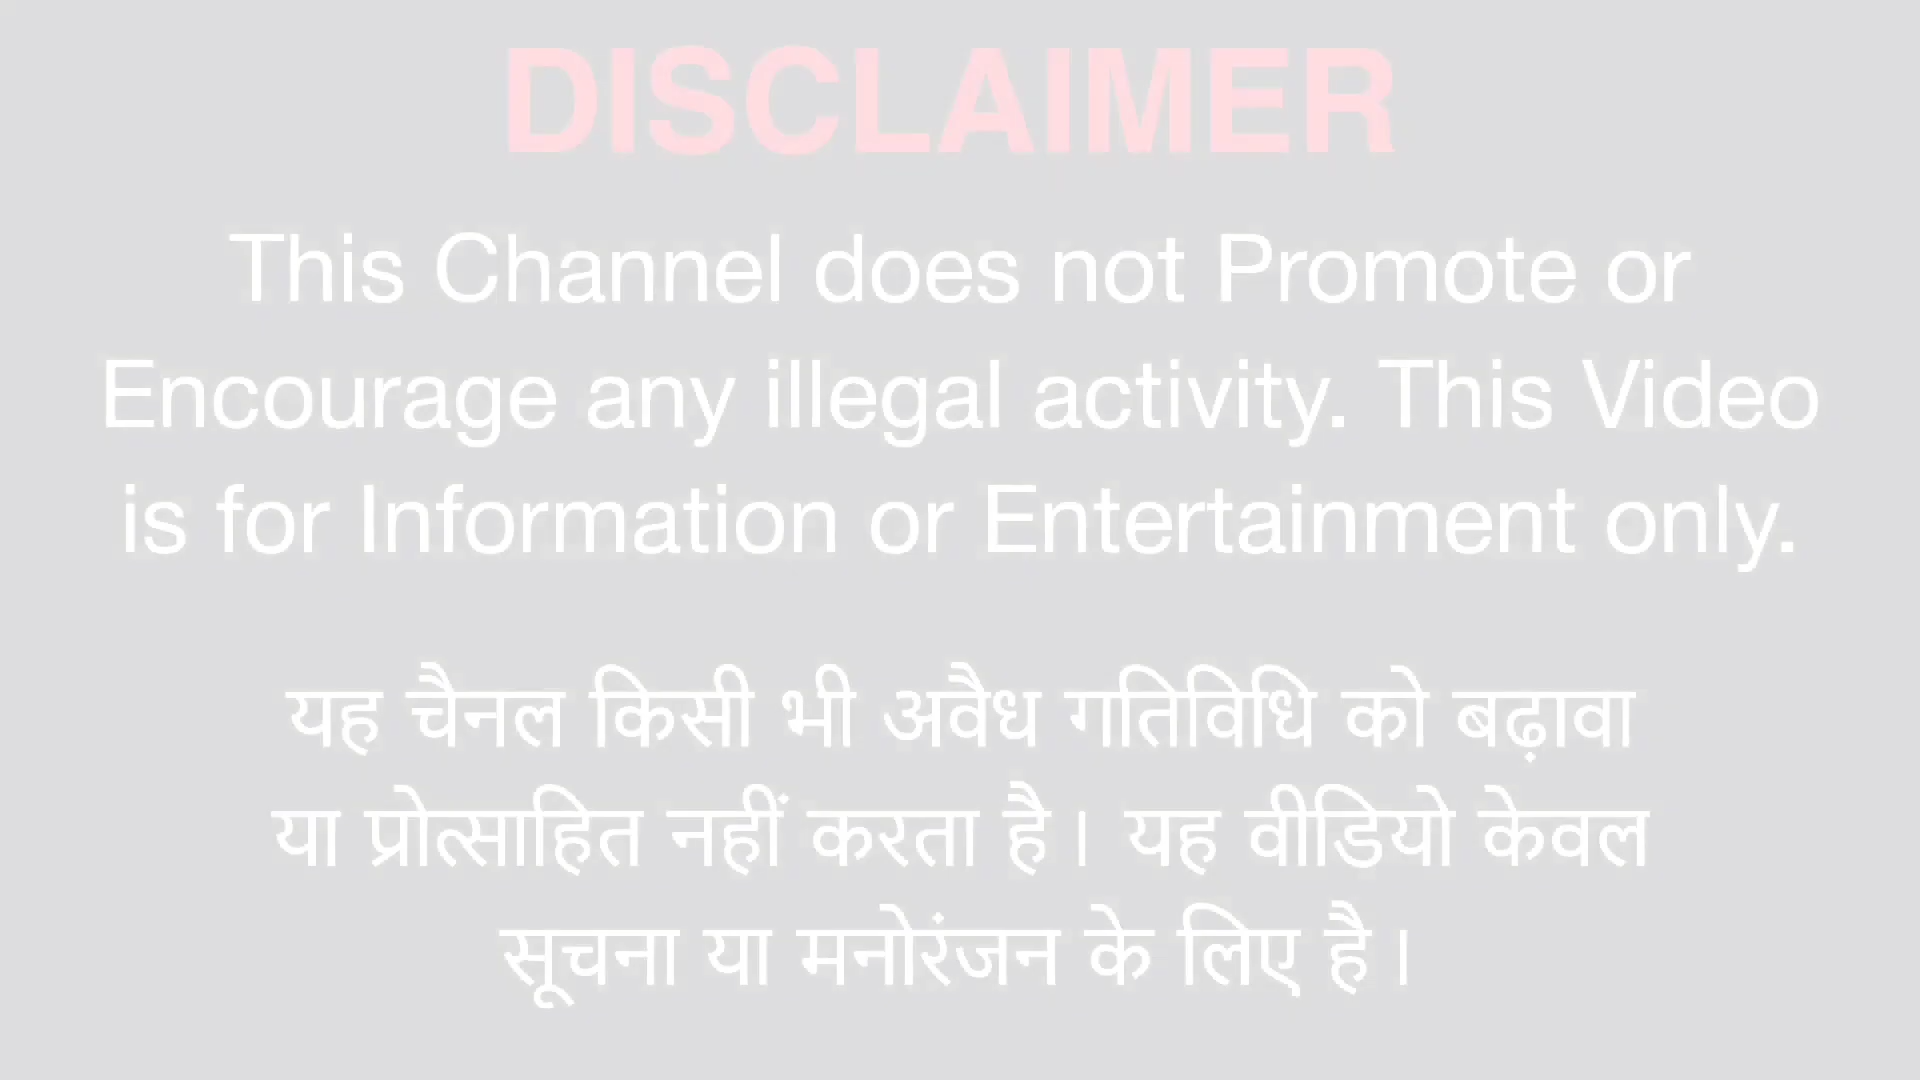 DISCLAIMER
This Channel does not Promote or
Encourage any illegal activity. This Video
is for Information or Entertainment only.
यह चैनल किसी भी अवैध गतिविधि को बढ़ावा
या प्रोत्साहित नहीं करता है। यह वीडियो केवल
सूचना या मनोरंजन के लिए है।